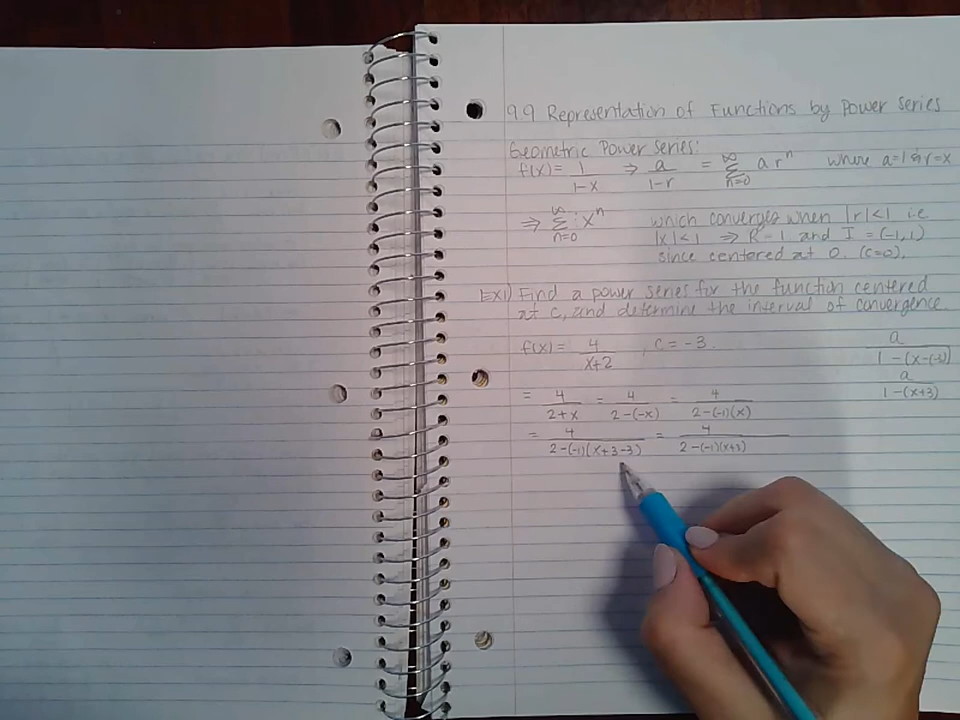 9.9 Representation of Functions by Power Series
Geometric Power Series:
f(x) = 1/(1-x) ⇒ a/(1-r) = ∞Σn=0 a r^n where a=1 & r=x
⇒ ∞Σn=0 x^n which converges when |r|<1 i.e
|x|<1 ⇒ R=1 and I = (-1,1)
since centered at 0. (c=0).
EX1) Find a power series for the function centered
at c, and determine the interval of convergence.
f(x) = 4/(x+2) , c = -3.
a/(1-(x-(-3)))
a/(1-(x+3))
= 4/(2+x) = 4/(2-(-x)) = 4/(2-(-1)(x))
= 4/(2-(-1)(x+3-3)) = 4/(2-(-1)(x+3))